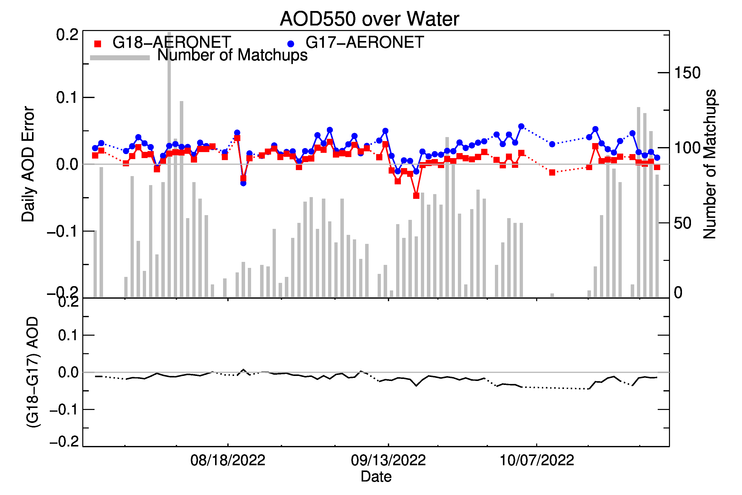 AOD550 over Water
G18-AERONET G17-AERONET
Number of Matchups
Daily AOD Error
0.2
0.1
0.0
-0.1
-0.2
150
100
50
0
Number of Matchups
(G18-G17) AOD
0.2
0.1
0.0
-0.1
-0.2
08/18/2022 09/13/2022 10/07/2022
Date